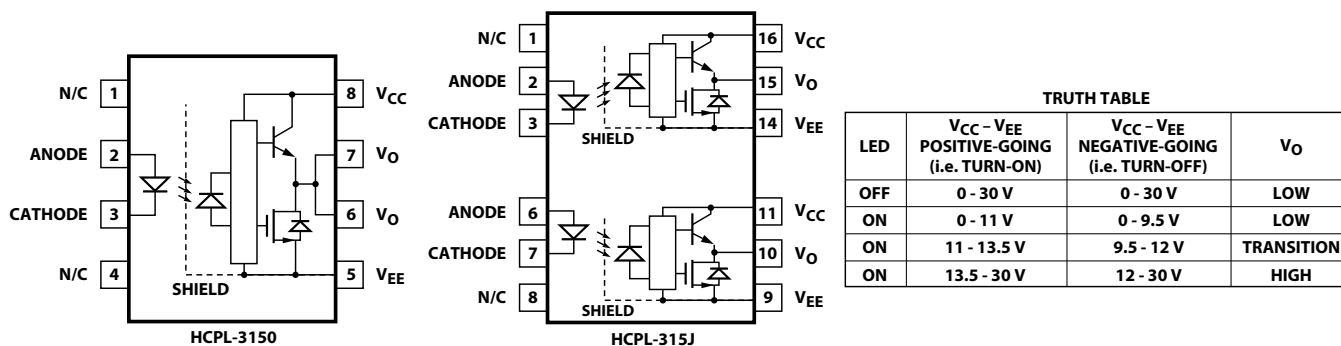 N/C 1
ANODE 2
CATHODE 3
N/C 4
8 VCC
7 VO
6 VO
5 VEE
SHIELD
HCPL-3150
N/C 1
ANODE 2
CATHODE 3
16 VCC
15 VO
14 VEE
SHIELD
ANODE 6
CATHODE 7
N/C 8
11 VCC
10 VO
9 VEE
SHIELD
HCPL-315J
TRUTH TABLE
LED
VCC – VEE
POSITIVE-GOING
(i.e. TURN-ON)
VCC – VEE
NEGATIVE-GOING
(i.e. TURN-OFF)
VO
OFF 0 - 30 V 0 - 30 V LOW
ON 0 - 11 V 0 - 9.5 V LOW
ON 11 - 13.5 V 9.5 - 12 V TRANSITION
ON 13.5 - 30 V 12 - 30 V HIGH